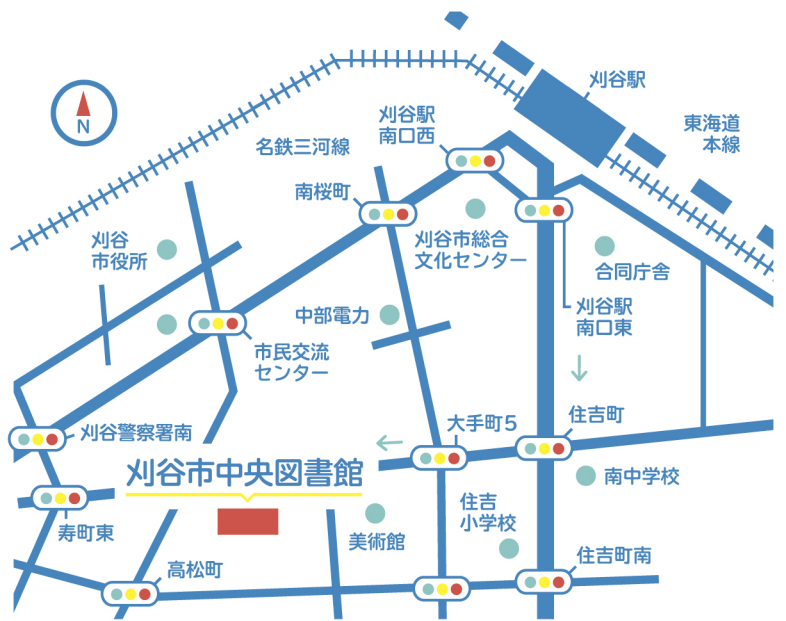 刈谷駅
刈谷駅
南口西
東海道
本線
N
名鉄三河線
南桜町
刈谷
市役所
刈谷市総合
文化センター
合同庁舎
中部電力
刈谷駅
南口東
市民交流
センター
刈谷警察署南
大手町5
住吉町
刈谷市中央図書館
南中学校
住吉
小学校
寿町東
美術館
高松町
住吉町南